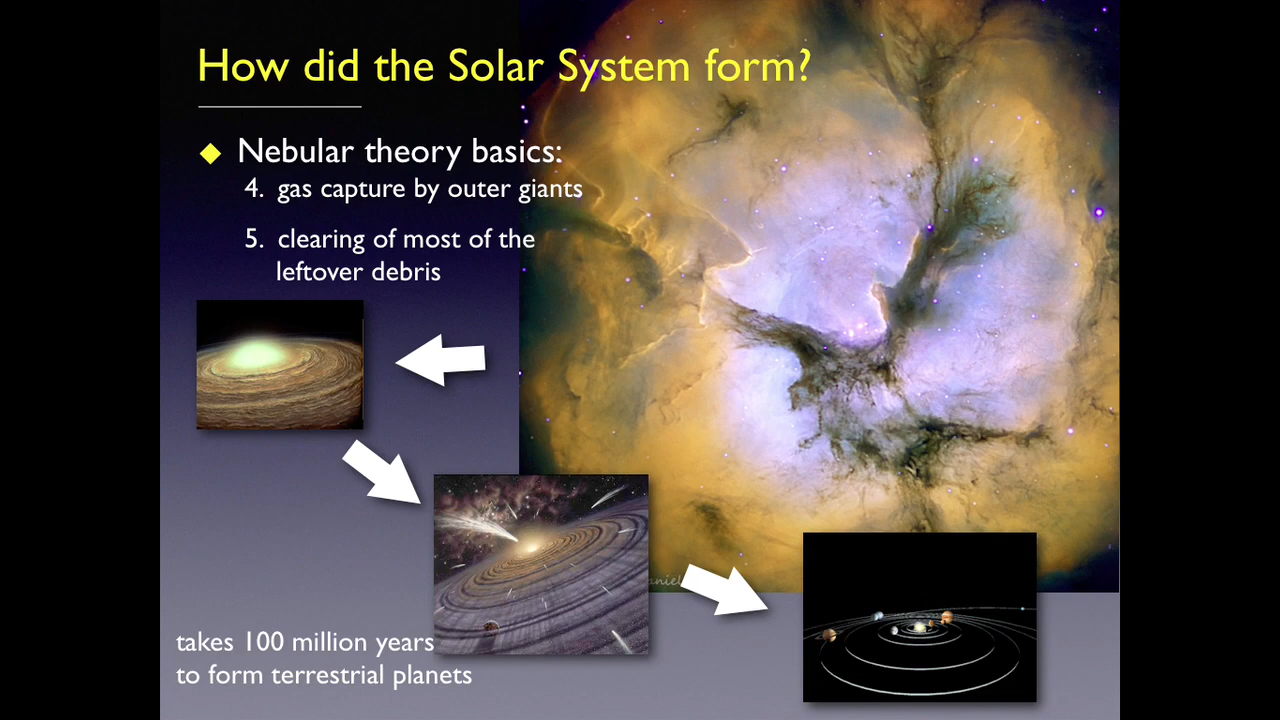 How did the Solar System form?
◆ Nebular theory basics:
4. gas capture by outer giants
5. clearing of most of the
leftover debris
takes 100 million years
to form terrestrial planets